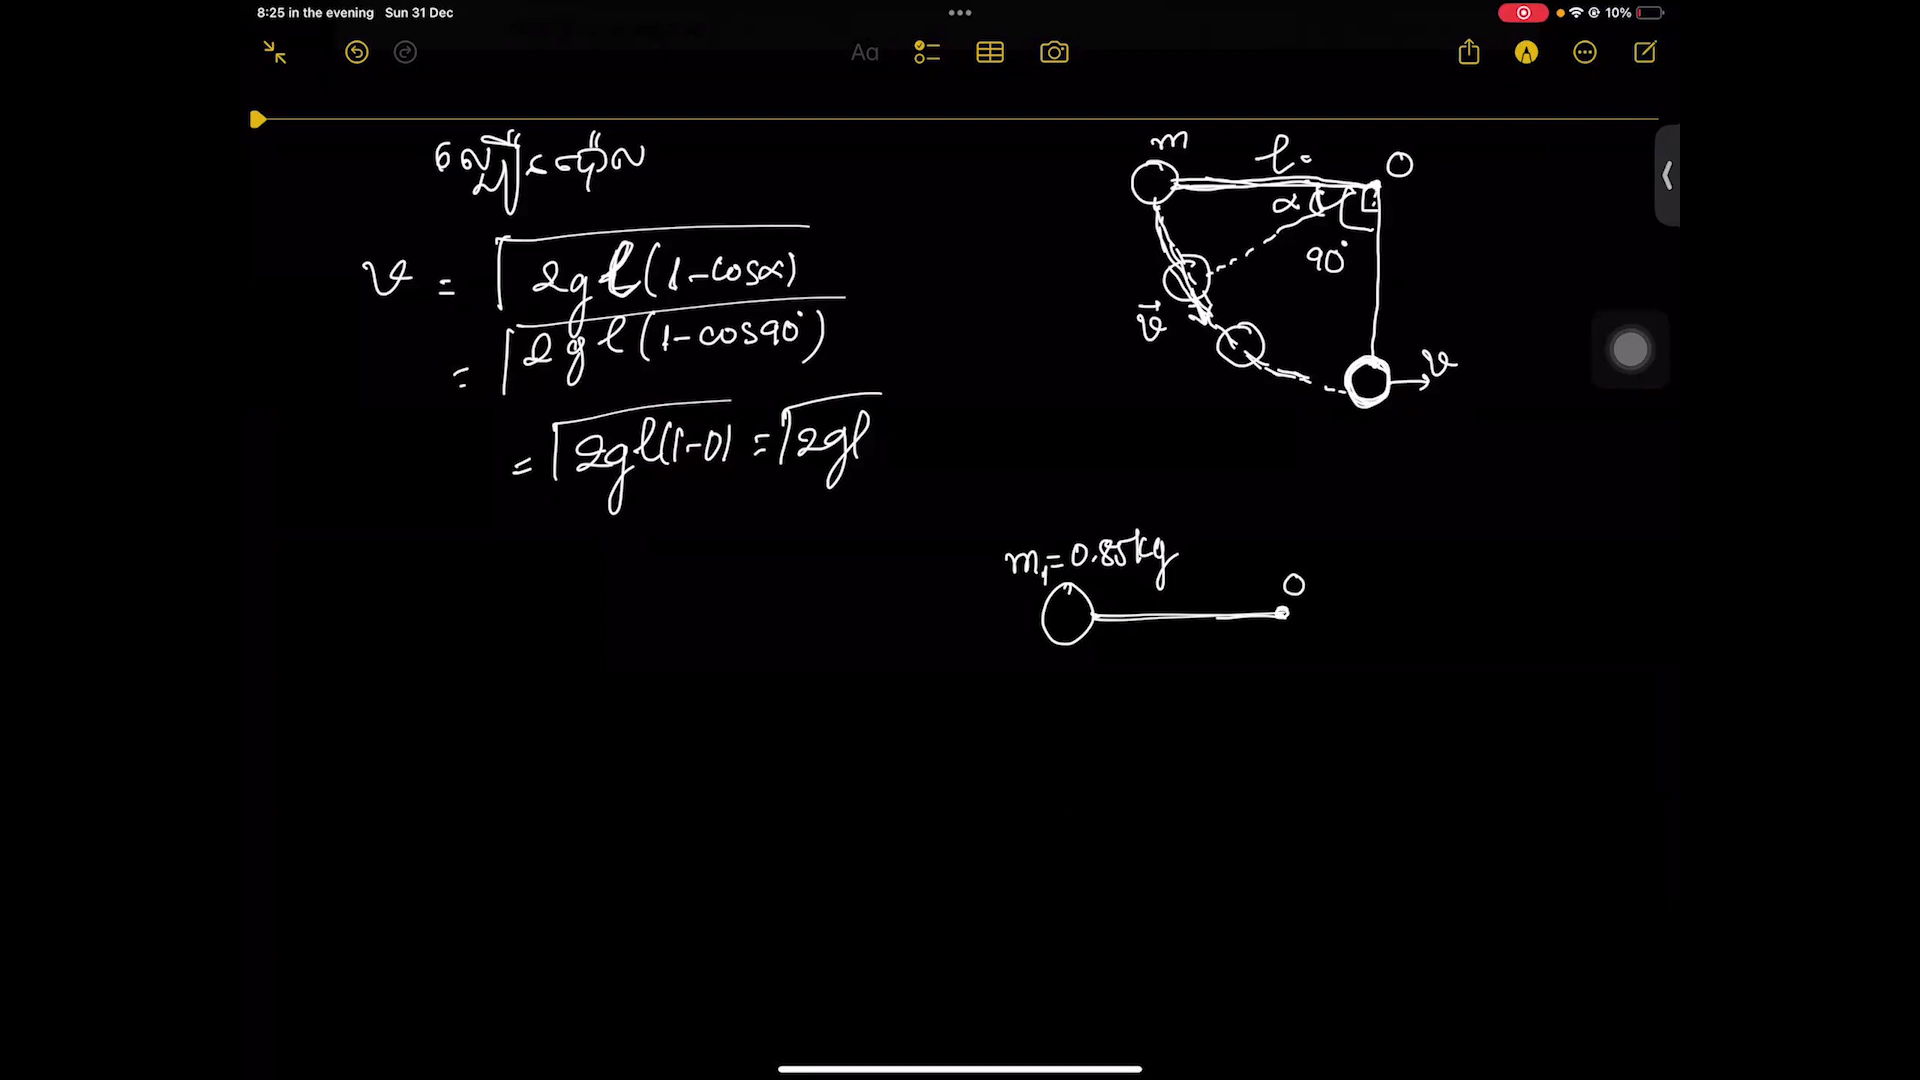 8:25 in the evening Sun 31 Dec
10%
Aa
v = √2gl(1-cosα)
= √2gl(1-cos90°)
= √2gl(1-0) = √2gl
m
l
O
α
90°
v⃗
v
m₁=0.85kg
O